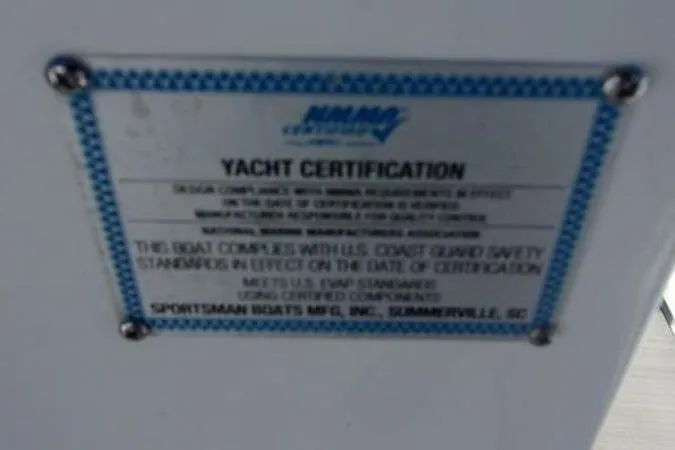 NMMA
CERTIFIED
YACHT CERTIFICATION
DESIGN COMPLIANCE WITH NMMA REQUIREMENTS IN EFFECT
ON THE DATE OF CERTIFICATION IS VERIFIED
MANUFACTURER RESPONSIBLE FOR QUALITY CONTROL
NATIONAL MARINE MANUFACTURERS ASSOCIATION
THIS BOAT COMPLIES WITH U.S. COAST GUARD SAFETY
STANDARDS IN EFFECT ON THE DATE OF CERTIFICATION
MEETS U.S. EVAP STANDARDS
USING CERTIFIED COMPONENTS
SPORTSMAN BOATS MFG, INC., SUMMERVILLE, SC